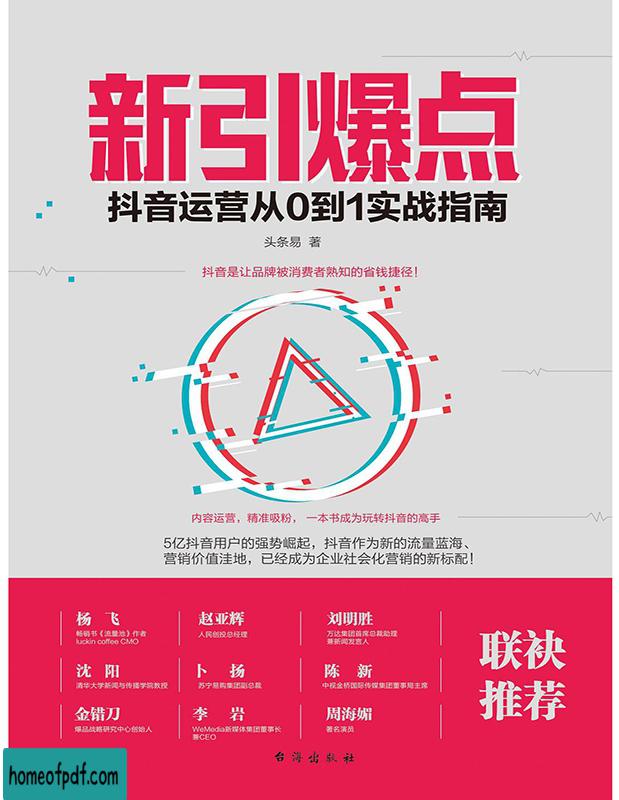 新引爆点
抖音运营从0到1实战指南
头条易 著
抖音是让品牌被消费者熟知的省钱捷径！
内容运营，精准吸粉，一本书成为玩转抖音的高手
5亿抖音用户的强势崛起，抖音作为新的流量蓝海、
营销价值洼地，已经成为企业社会化营销的新标配！
杨飞
畅销书《流量池》作者
luckin coffee CMO
赵亚辉
人民创投总经理
刘明胜
万达集团首席总裁助理
兼新闻发言人
沈阳
清华大学新闻与传播学院教授
卜扬
苏宁易购集团副总裁
陈新
中视金桥国际传媒集团董事局主席
金错刀
爆品战略研究中心创始人
李岩
WeMedia新媒体集团董事长
兼CEO
周海媚
著名演员
联袂
推荐
台海出版社
homeofpdf.com